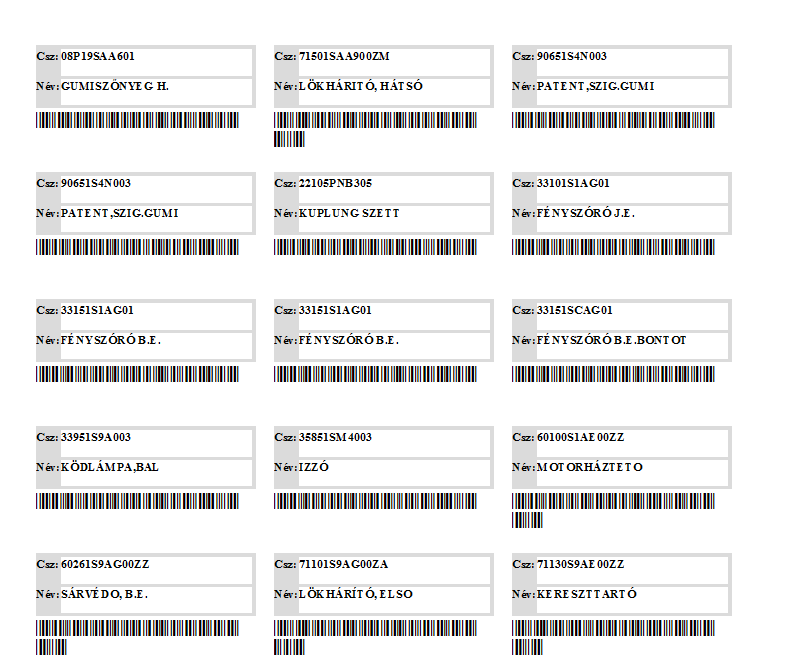 Csz: 08P19SAA601
Név: GUMISZŐNYEG H.
Csz: 71501SAA900ZM
Név: LÖKHÁRITÓ, HÁTSÓ
Csz: 90651S4N003
Név: PATENT,SZIG.GUMI
Csz: 90651S4N003
Név: PATENT,SZIG.GUMI
Csz: 22105PNB305
Név: KUPLUNG SZETT
Csz: 33101S1AG01
Név: FÉNYSZÓRÓ J.E.
Csz: 33151S1AG01
Név: FÉNYSZÓRÓ B.E.
Csz: 33151S1AG01
Név: FÉNYSZÓRÓ B.E.
Csz: 33151SCAG01
Név: FÉNYSZÓRÓ B.E.BONTOT
Csz: 33951S9A003
Név: KÖDLÁMPA,BAL
Csz: 35851SM4003
Név: IZZÓ
Csz: 60100S1AE00ZZ
Név: MOTORHÁZTETO
Csz: 60261S9AG00ZZ
Név: SÁRVÉDO, B.E.
Csz: 71101S9AG00ZA
Név: LÖKHÁRÍTÓ, ELSO
Csz: 71130S9AE00ZZ
Név: KERESZTTARTÓ